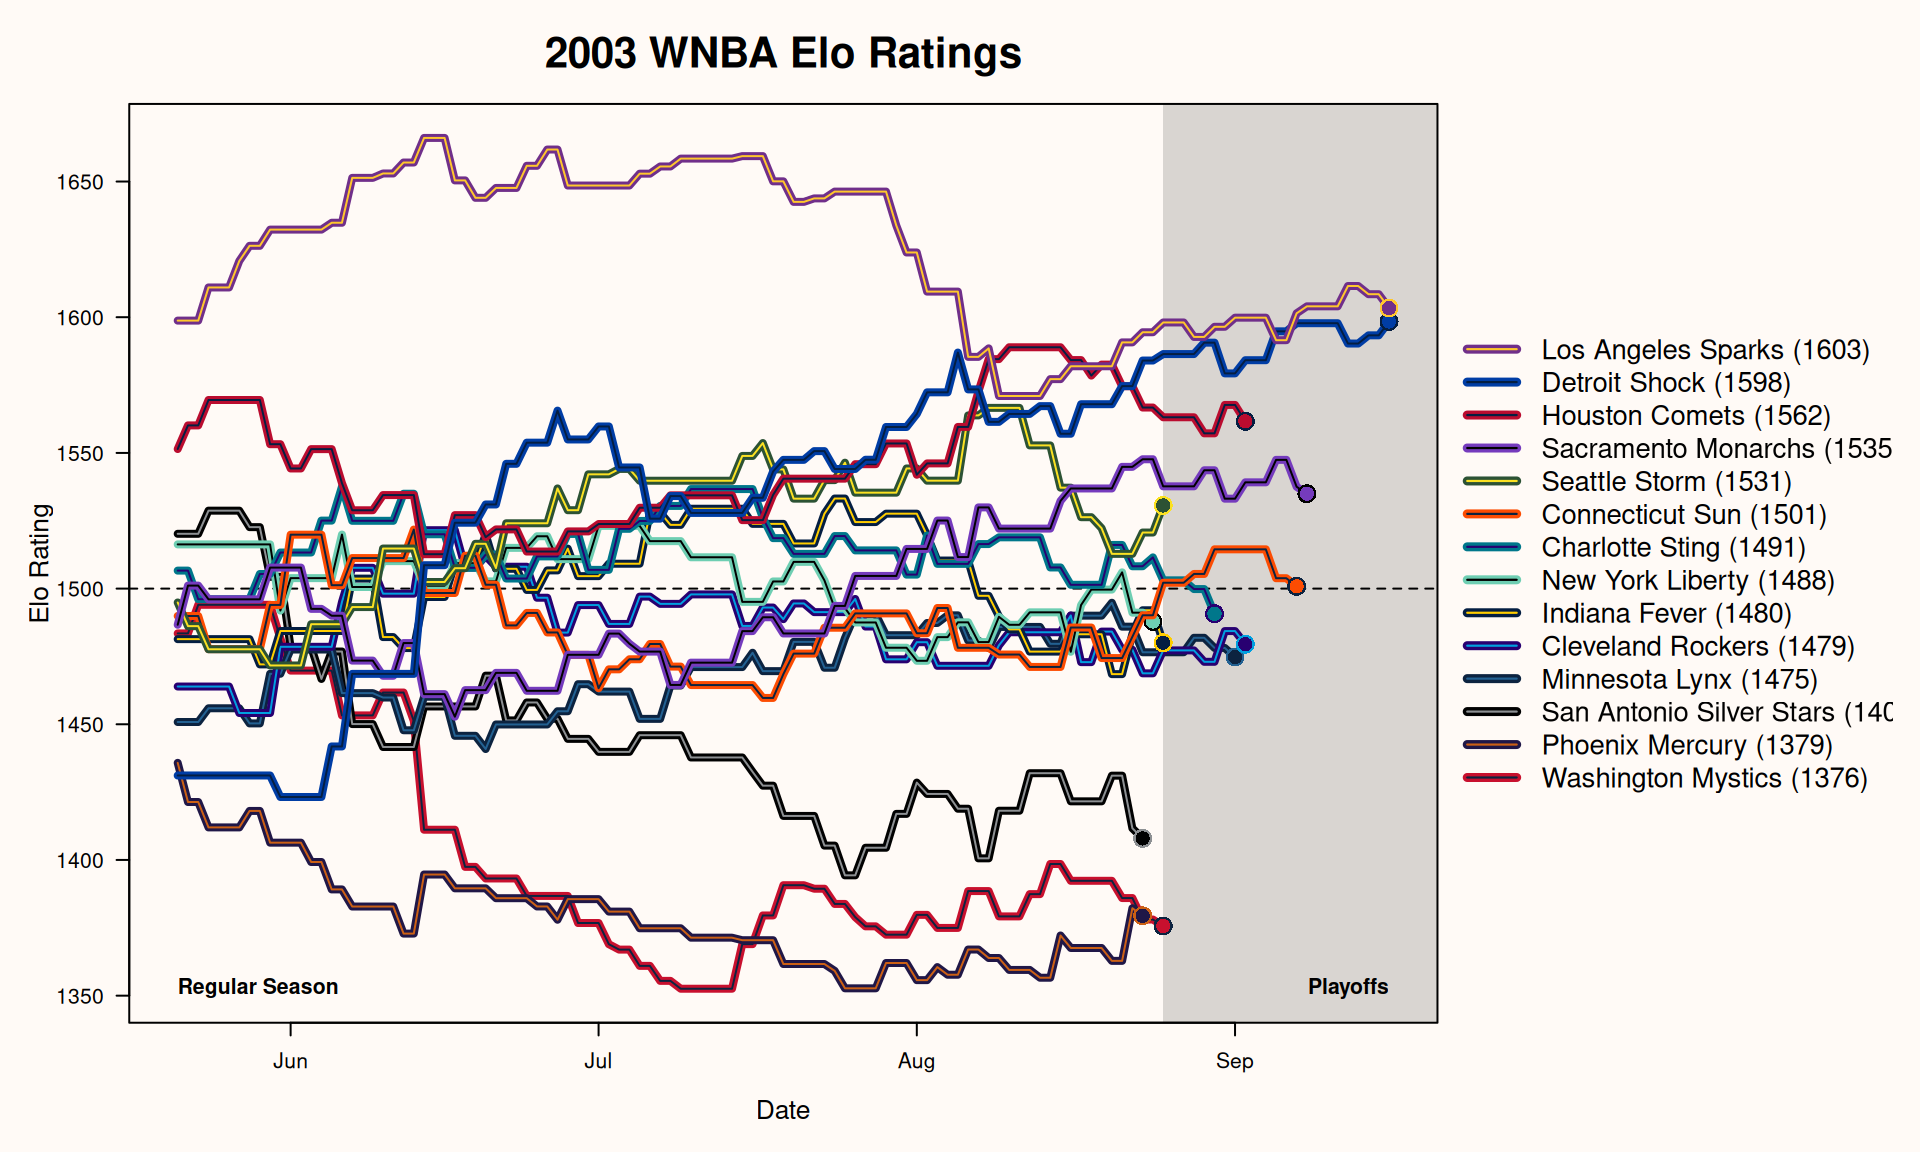 2003 WNBA Elo Ratings
Elo Rating
1650
1600
1550
1500
1450
1400
1350
Regular Season
Playoffs
Jun
Jul
Aug
Sep
Date
Los Angeles Sparks (1603)
Detroit Shock (1598)
Houston Comets (1562)
Sacramento Monarchs (1535
Seattle Storm (1531)
Connecticut Sun (1501)
Charlotte Sting (1491)
New York Liberty (1488)
Indiana Fever (1480)
Cleveland Rockers (1479)
Minnesota Lynx (1475)
San Antonio Silver Stars (140
Phoenix Mercury (1379)
Washington Mystics (1376)